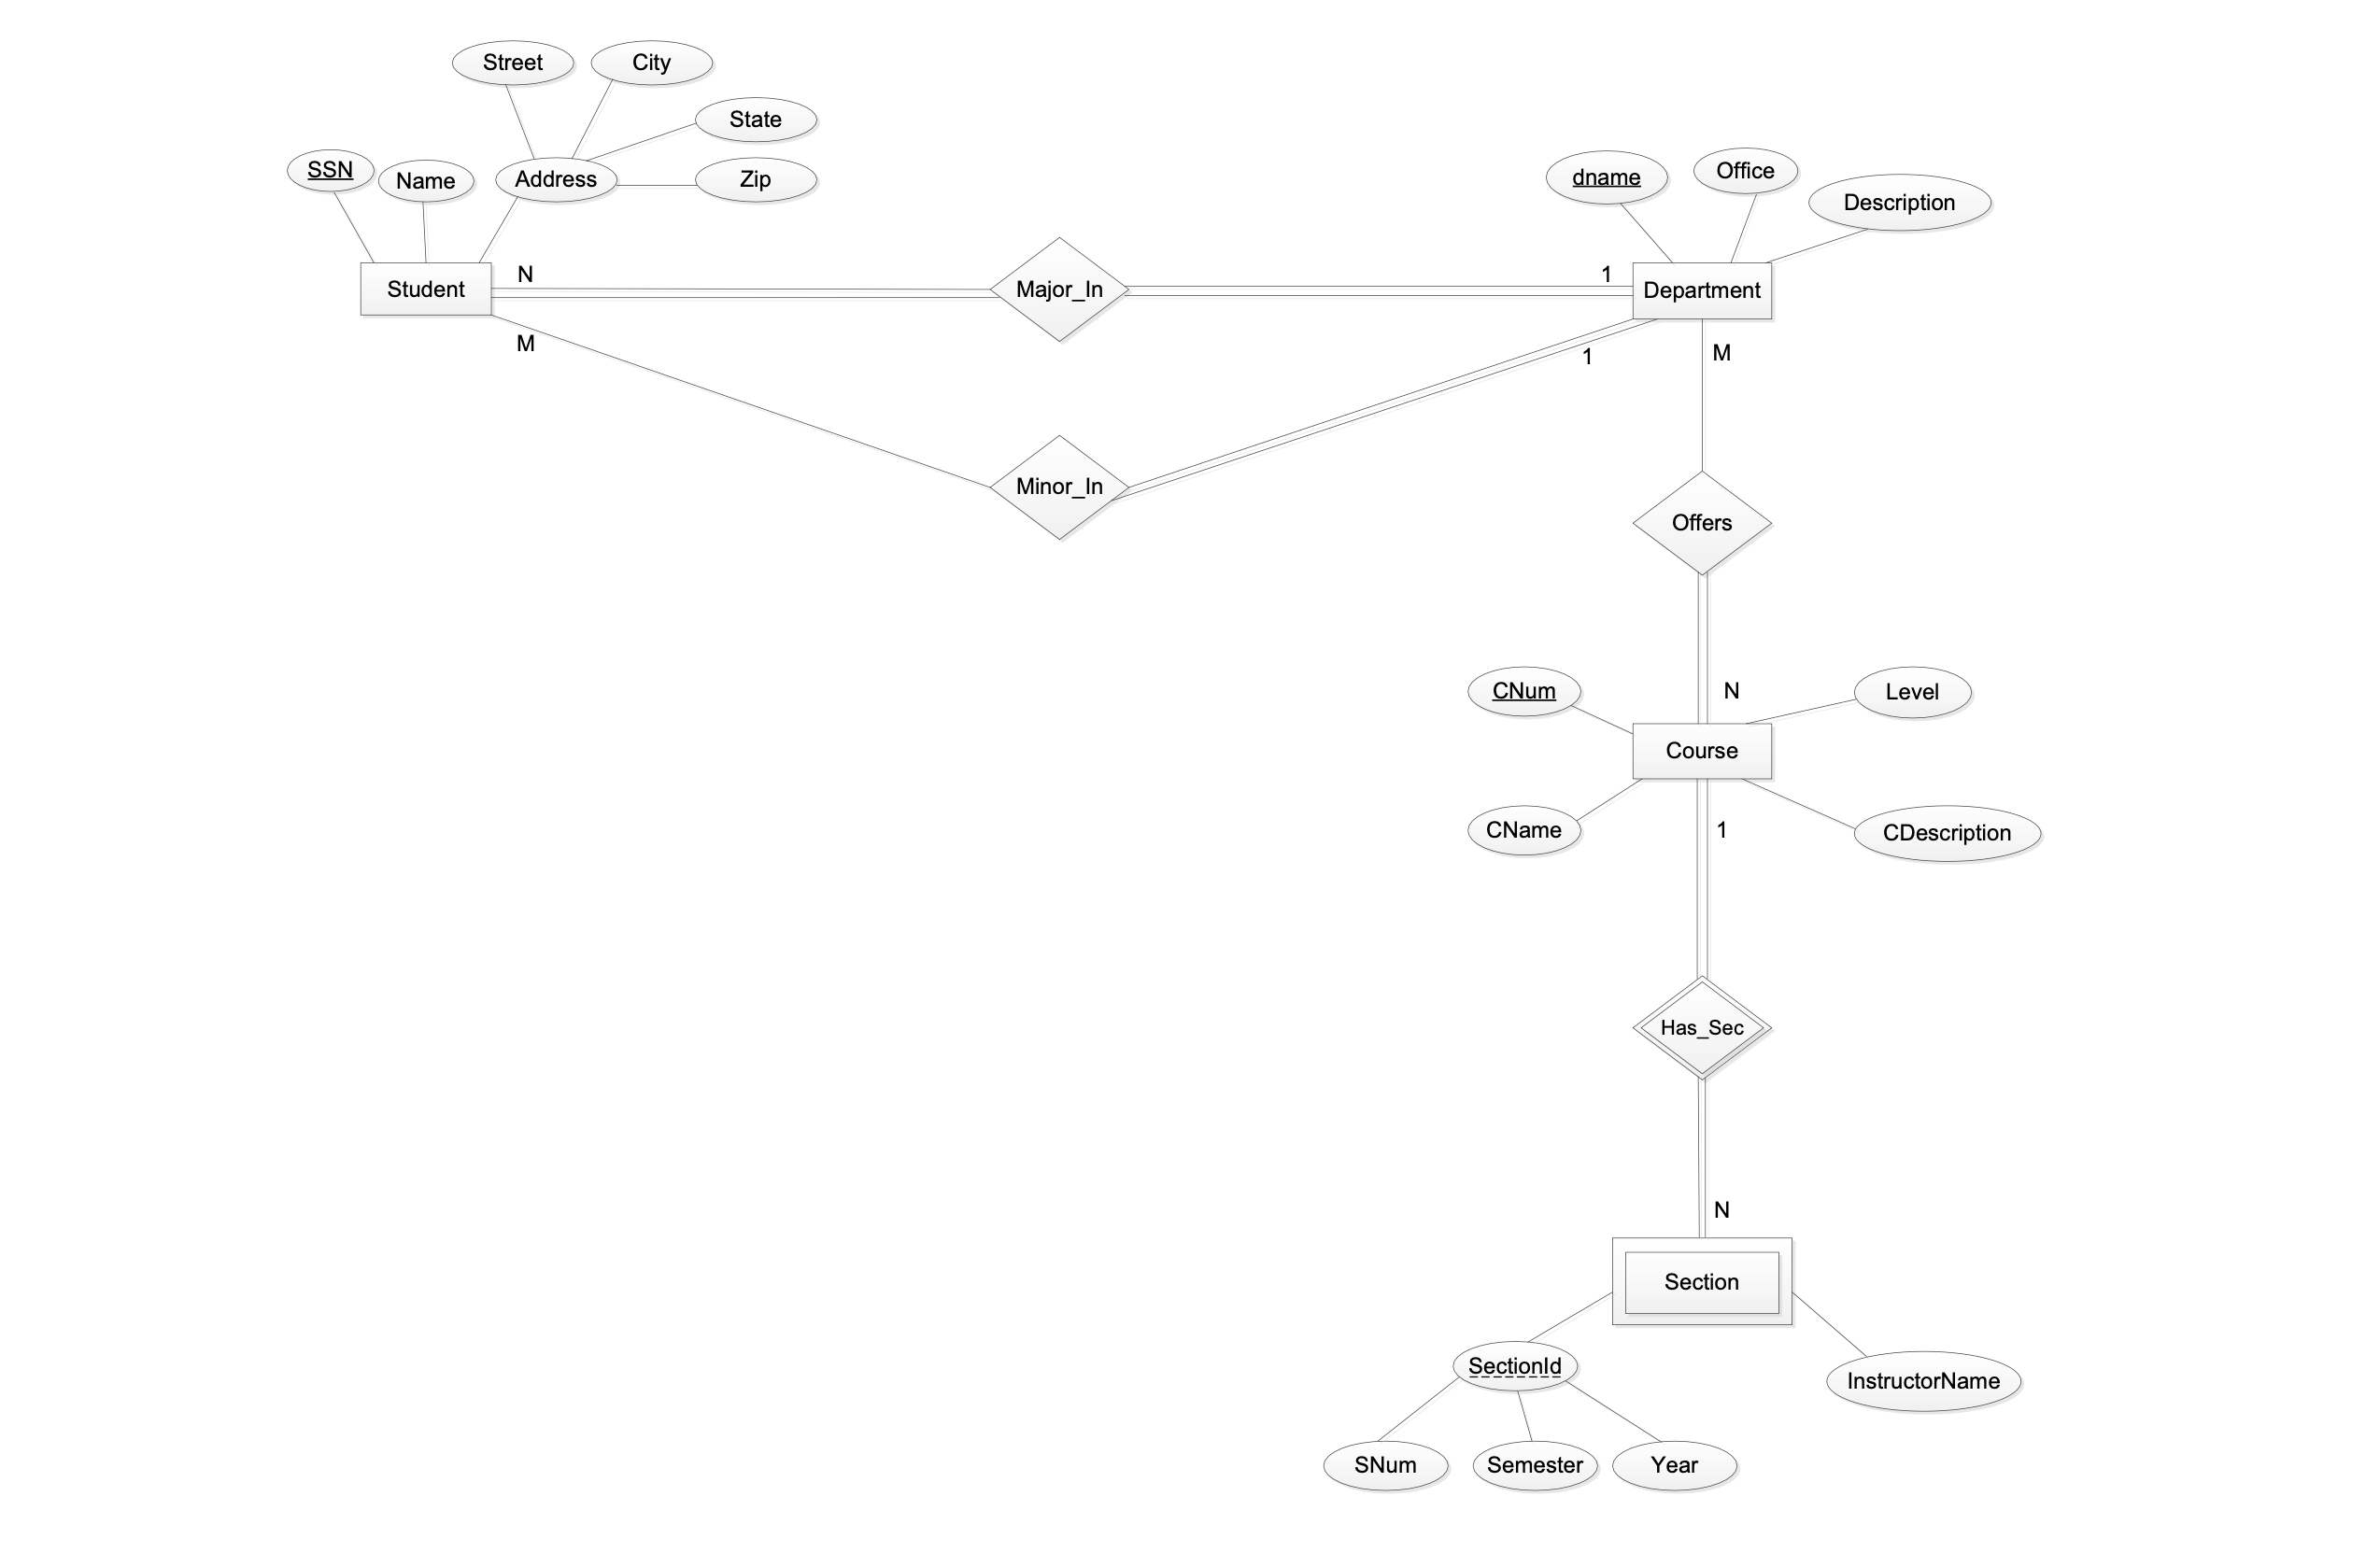 Street
City
State
SSN
Name
Address
Zip
dname
Office
Description
Student
N
Major_In
1
Department
M
1
M
Minor_In
Offers
CNum
N
Level
Course
CName
1
CDescription
Has_Sec
N
Section
SectionId
InstructorName
SNum
Semester
Year